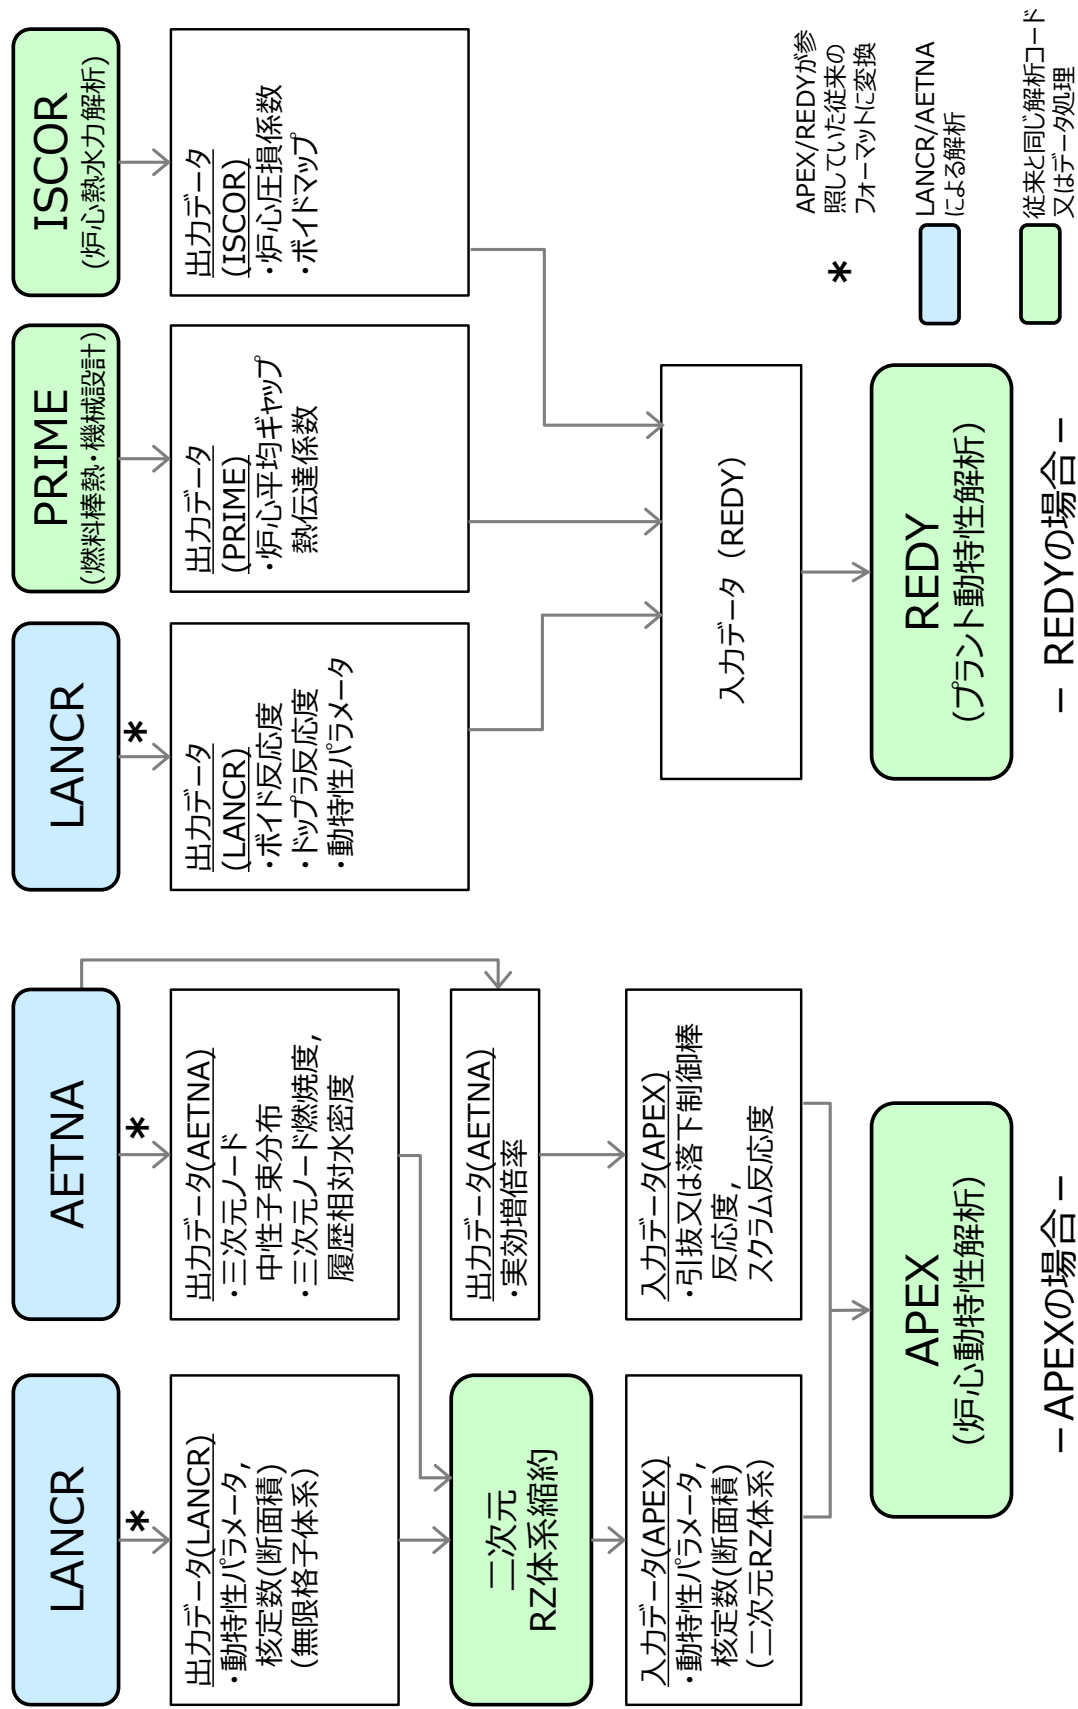 LANCR
*
出力データ(LANCR)
・動特性パラメータ,
核定数(断面積)
(無限格子体系)
二次元
RZ体系縮約
入力データ(APEX)
・動特性パラメータ,
核定数(断面積)
(二次元RZ体系)
AETNA
*
出力データ(AETNA)
・三次元ノード
中性子束分布
・三次元ノード燃焼度,
履歴相対水密度
出力データ(AETNA)
・実効増倍率
入力データ(APEX)
・引抜又は落下制御棒
反応度,
スクラム反応度
APEX
(炉心動特性解析)
－APEXの場合－
LANCR
*
出力データ
(LANCR)
・ボイド反応度
・ドップラ反応度
・動特性パラメータ
PRIME
(燃料棒熱・機械設計)
出力データ
(PRIME)
・炉心平均ギャップ
熱伝達係数
ISCOR
(炉心熱水力解析)
出力データ
(ISCOR)
・炉心圧損係数
・ボイドマップ
入力データ (REDY)
REDY
(プラント動特性解析)
－ REDYの場合－
*
APEX/REDYが参
照していた従来の
フォーマットに変換
LANCR/AETNA
による解析
従来と同じ解析コード
又はデータ処理